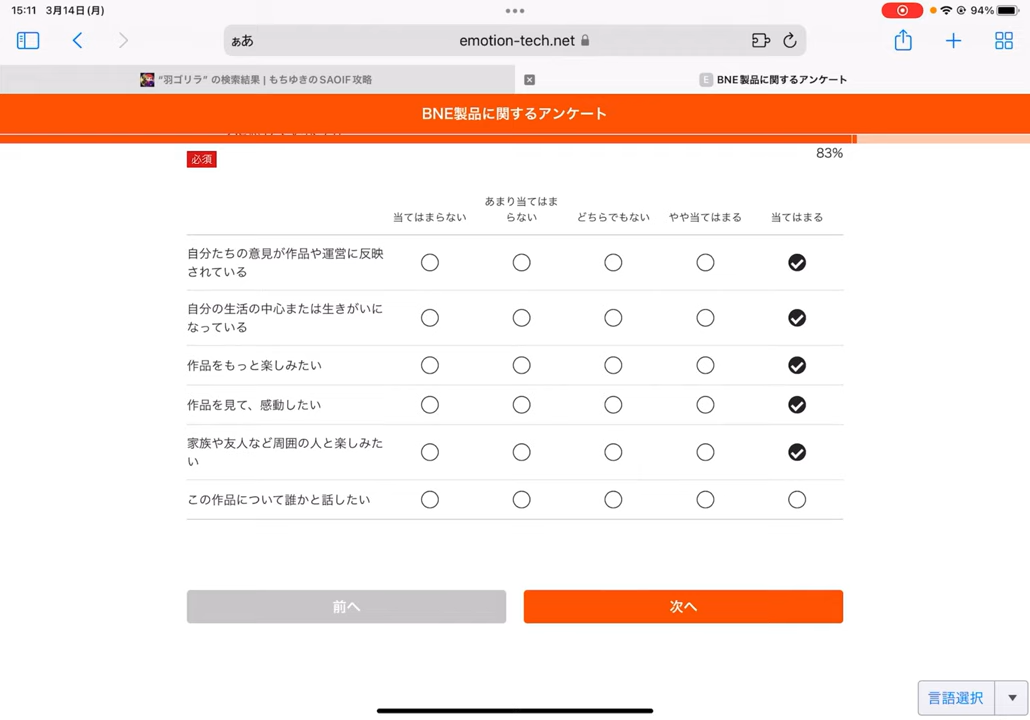 15:11 3月14日(月)
94%
ぁあ
emotion-tech.net
“羽ゴリラ” の検索結果 | もちゆきのSAOIF攻略
E BNE製品に関するアンケート
BNE製品に関するアンケート
83%
必須
当てはまらない
あまり当てはま
らない
どちらでもない
やや当てはまる
当てはまる
自分たちの意見が作品や運営に反映
されている
自分の生活の中心または生きがいに
なっている
作品をもっと楽しみたい
作品を見て、感動したい
家族や友人など周囲の人と楽しみた
い
この作品について誰かと話したい
前へ
次へ
言語選択